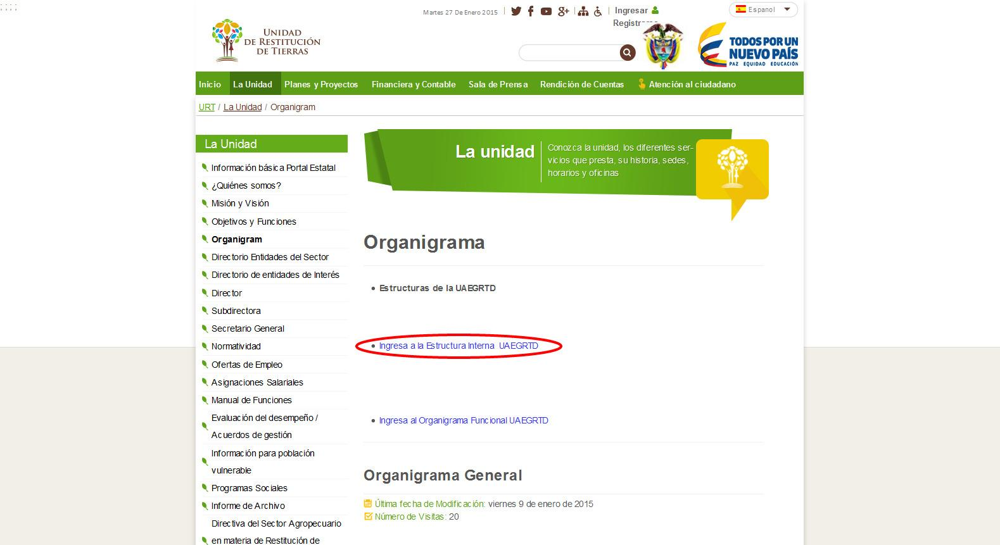 ; ; ; ;
Martes 27 De Enero 2015
Ingresar
Español
UNIDAD
DE RESTITUCIÓN
DE TIERRAS
TODOS POR UN
NUEVO PAÍS
PAZ EQUIDAD EDUCACIÓN
Inicio La Unidad Planes y Proyectos Financiera y Contable Sala de Prensa Rendición de Cuentas Atención al ciudadano
URT / La Unidad / Organigram
La Unidad
Información básica Portal Estatal
¿Quiénes somos?
Misión y Visión
Objetivos y Funciones
Organigram
Directorio Entidades del Sector
Directorio de entidades de Interés
Director
Subdirectora
Secretario General
Normatividad
Ofertas de Empleo
Asignaciones Salariales
Manual de Funciones
Evaluación del desempeño /
Acuerdos de gestión
Información para población
vulnerable
Programas Sociales
Informe de Archivo
Directiva del Sector Agropecuario
en materia de Restitución de
La unidad
Conozca la unidad, los diferentes ser-
vicios que presta, su historia, sedes,
horarios y oficinas
Organigrama
• Estructuras de la UAEGRTD
• Ingresa a la Estructura Interna UAEGRTD
• Ingresa al Organigrama Funcional UAEGRTD
Organigrama General
Última fecha de Modificación: viernes 9 de enero de 2015
Número de Visitas: 20